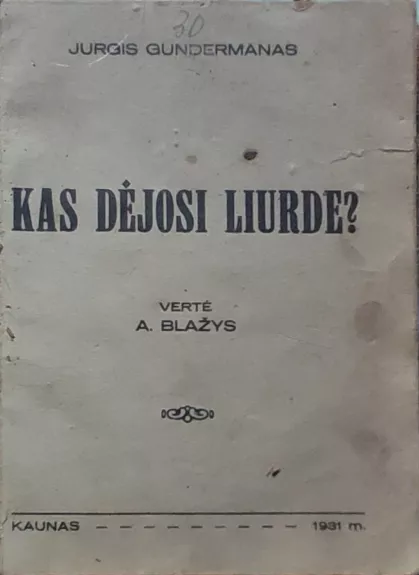 30
JURGIS GUNDERMANAS
KAS DĖJOSI LIURDE?
VERTĖ
A. BLAŽYS
KAUNAS — — — — — — — — — 1931 m.